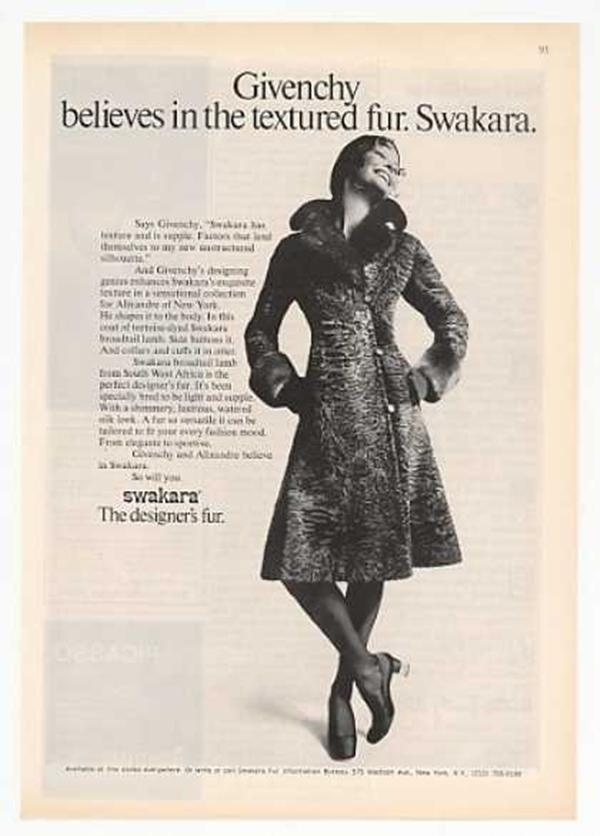 91
Givenchy
believes in the textured fur. Swakara.
Says Givenchy, "Swakara has
texture and is supple. Factors that lend
themselves to my new unstructured
silhouette."
And Givenchy's designing
genius enhances Swakara's exquisite
texture in a sensational collection
for Alixandre of New York.
He shapes it to the body. In this
coat of tortoise-dyed Swakara
broadtail lamb. Side buttons it.
And collars and cuffs it in otter.
Swakara broadtail lamb
from South West Africa is the
perfect designer's fur. It's been
specially bred to be light and supple.
With a shimmery, lustrous, watered
silk look. A fur so versatile it can be
tailored to fit your every fashion mood.
From elegante to sportive.
Givenchy and Alixandre believe
in Swakara.
So will you.
swakara®
The designer's fur.
Available at fine stores everywhere. Or write or call Swakara Fur Information Bureau 575 Madison Ave., New York, N.Y. (212)